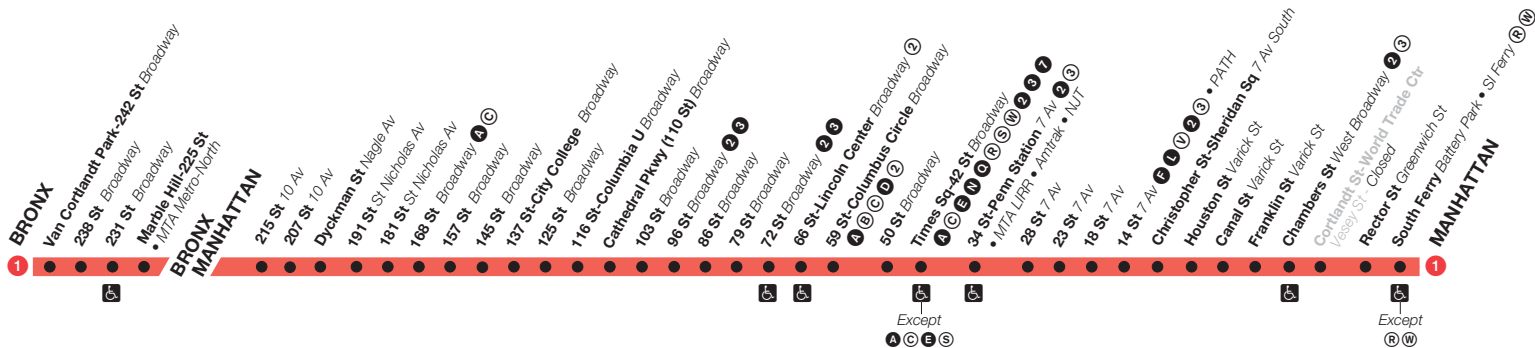 BRONX
1
Van Cortlandt Park-242 St Broadway
238 St Broadway
231 St Broadway
Marble Hill-225 St
• MTA Metro-North
BRONX
MANHATTAN
215 St 10 Av
207 St 10 Av
Dyckman St Nagle Av
191 St St Nicholas Av
181 St St Nicholas Av
168 St Broadway A C
157 St Broadway
145 St Broadway
137 St-City College Broadway
125 St Broadway
116 St-Columbia U Broadway
Cathedral Pkwy (110 St) Broadway
103 St Broadway
96 St Broadway 2 3
86 St Broadway
79 St Broadway
72 St Broadway 2 3
66 St-Lincoln Center Broadway 2
59 St-Columbus Circle Broadway
A B C D 2
50 St Broadway
Times Sq-42 St Broadway
A C E N Q R S W 2 3 7
34 St-Penn Station 7 Av 2 3
• MTA LIRR • Amtrak • NJT
28 St 7 Av
23 St 7 Av
18 St 7 Av
14 St 7 Av F L V 2 3 • PATH
Christopher St-Sheridan Sq 7 Av South
Houston St Varick St
Canal St Varick St
Franklin St Varick St
Chambers St West Broadway 2 3
Cortlandt St-World Trade Ctr
Vesey St - Closed
Rector St Greenwich St
South Ferry Battery Park • SI Ferry R W
MANHATTAN
1
Except
A C E S
Except
R W